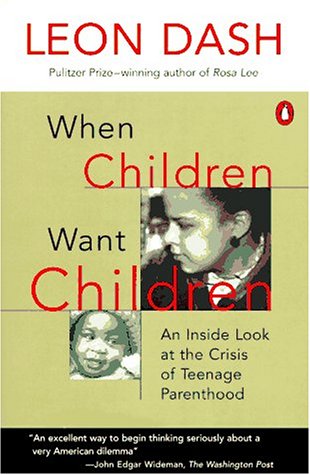 LEON DASH
Pulitzer Prize–winning author of Rosa Lee
When
Children
Want
Children
An Inside Look
at the Crisis
of Teenage
Parenthood
"An excellent way to begin thinking seriously about a
very American dilemma"
—John Edgar Wideman, The Washington Post